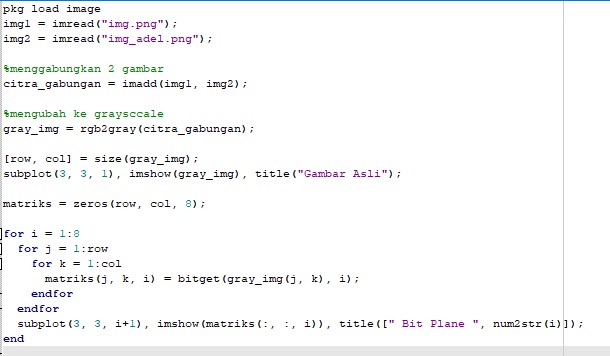 pkg load image
img1 = imread("img.png");
img2 = imread("img_adel.png");
%menggabungkan 2 gambar
citra_gabungan = imadd(img1, img2);
%mengubah ke graysccale
gray_img = rgb2gray(citra_gabungan);
[row, col] = size(gray_img);
subplot(3, 3, 1), imshow(gray_img), title("Gambar Asli");
matriks = zeros(row, col, 8);
for i = 1:8
  for j = 1:row
    for k = 1:col
      matriks(j, k, i) = bitget(gray_img(j, k), i);
    endfor
  endfor
  subplot(3, 3, i+1), imshow(matriks(:, :, i)), title([" Bit Plane ", num2str(i)]);
end